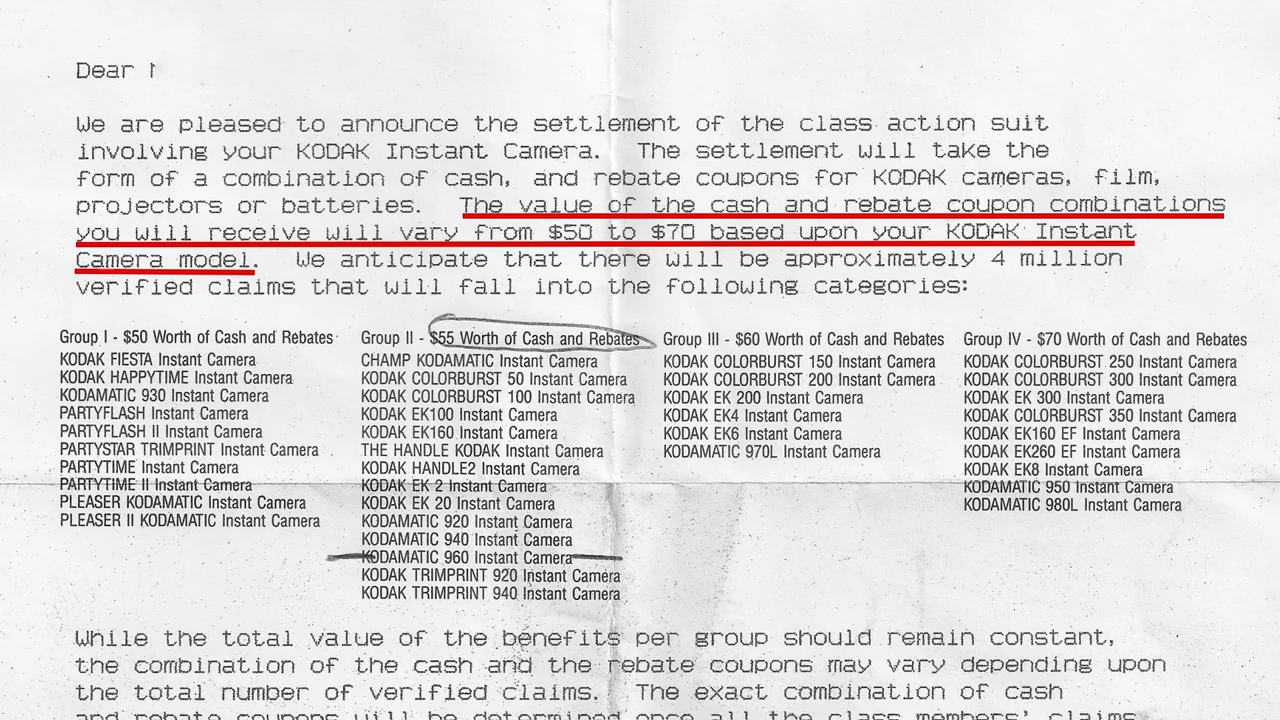 Dear
We are pleased to announce the settlement of the class action suit
involving your KODAK Instant Camera. The settlement will take the
form of a combination of cash, and rebate coupons for KODAK cameras, film,
projectors or batteries. The value of the cash and rebate coupon combinations
you will receive will vary from $50 to $70 based upon your KODAK Instant
Camera model. We anticipate that there will be approximately 4 million
verified claims that will fall into the following categories:
Group I - $50 Worth of Cash and Rebates
KODAK FIESTA Instant Camera
KODAK HAPPYTIME Instant Camera
KODAMATIC 930 Instant Camera
PARTYFLASH Instant Camera
PARTYFLASH II Instant Camera
PARTYSTAR TRIMPRINT Instant Camera
PARTYTIME Instant Camera
PARTYTIME II Instant Camera
PLEASER KODAMATIC Instant Camera
PLEASER II KODAMATIC Instant Camera
Group II - $55 Worth of Cash and Rebates
CHAMP KODAMATIC Instant Camera
KODAK COLORBURST 50 Instant Camera
KODAK COLORBURST 100 Instant Camera
KODAK EK100 Instant Camera
KODAK EK160 Instant Camera
THE HANDLE KODAK Instant Camera
KODAK HANDLE2 Instant Camera
KODAK EK 2 Instant Camera
KODAK EK 20 Instant Camera
KODAMATIC 920 Instant Camera
KODAMATIC 940 Instant Camera
KODAMATIC 960 Instant Camera
KODAK TRIMPRINT 920 Instant Camera
KODAK TRIMPRINT 940 Instant Camera
Group III - $60 Worth of Cash and Rebates
KODAK COLORBURST 150 Instant Camera
KODAK COLORBURST 200 Instant Camera
KODAK EK 200 Instant Camera
KODAK EK4 Instant Camera
KODAK EK6 Instant Camera
KODAMATIC 970L Instant Camera
Group IV - $70 Worth of Cash and Rebates
KODAK COLORBURST 250 Instant Camera
KODAK COLORBURST 300 Instant Camera
KODAK EK 300 Instant Camera
KODAK COLORBURST 350 Instant Camera
KODAK EK160 EF Instant Camera
KODAK EK260 EF Instant Camera
KODAK EK8 Instant Camera
KODAMATIC 950 Instant Camera
KODAMATIC 980L Instant Camera
While the total value of the benefits per group should remain constant,
the combination of the cash and the rebate coupons may vary depending upon
the total number of verified claims. The exact combination of cash
and rebate coupons will be determined once all the class members' claims